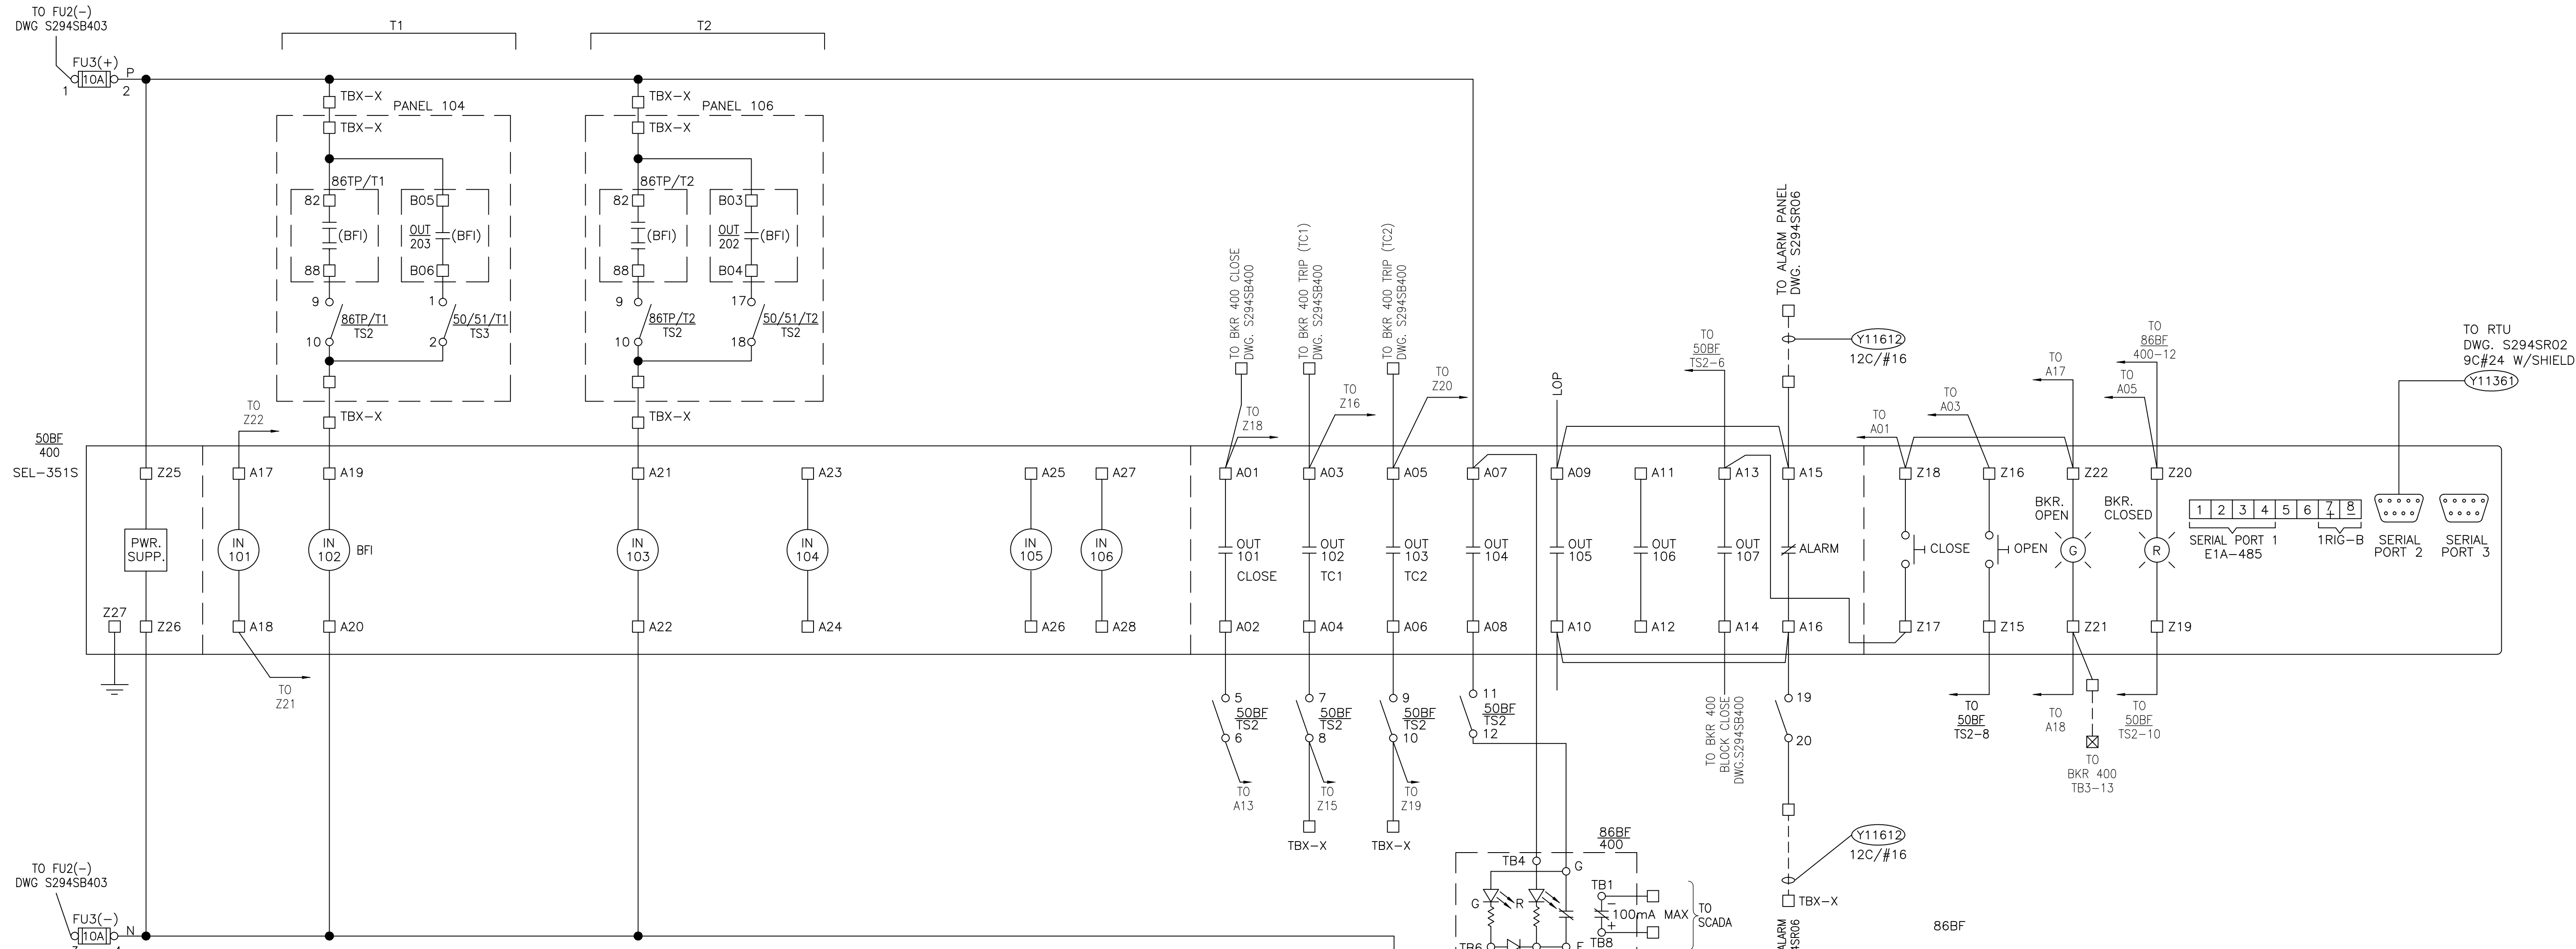 TO FU2(-)
DWG S294SB403
FU3(+)
10A
P
1
2
T1
T2
TBX-X
PANEL 104
TBX-X
86TP/T1
82
B05
(BFI)
OUT
203
(BFI)
88
B06
9
1
86TP/T1
TS2
50/51/T1
TS3
10
2
TBX-X
TBX-X
PANEL 106
TBX-X
86TP/T2
82
B03
(BFI)
OUT
202
(BFI)
88
B04
9
17
86TP/T2
TS2
50/51/T2
TS2
10
18
TBX-X
TO
Z22
TO BKR 400 CLOSE
DWG. S294SB400
TO
Z18
TO BKR 400 TRIP (TC1)
DWG. S294SB400
TO
Z16
TO BKR 400 TRIP (TC2)
DWG. S294SB400
TO
Z20
LOP
TO
50BF
TS2-6
TO ALARM PANEL
DWG. S294SR06
Y11612
12C/#16
TO
A01
TO
A03
TO
A17
TO
86BF
400-12
TO
A05
TO RTU
DWG. S294SR02
9C#24 W/SHIELD
Y11361
50BF
400
SEL-351S
Z25
A17
A19
A21
A23
A25
A27
A01
A03
A05
A07
A09
A11
A13
A15
Z18
Z16
Z22
Z20
PWR.
SUPP.
IN
101
IN
102
BFI
IN
103
IN
104
IN
105
IN
106
OUT
101
CLOSE
OUT
102
TC1
OUT
103
TC2
OUT
104
OUT
105
OUT
106
OUT
107
ALARM
CLOSE
OPEN
BKR.
OPEN
G
BKR.
CLOSED
R
1 2 3 4 5 6 7 8
+ -
SERIAL PORT 1
E1A-485
1RIG-B
SERIAL
PORT 2
SERIAL
PORT 3
Z27
Z26
A18
A20
A22
A24
A26
A28
A02
A04
A06
A08
A10
A12
A14
A16
Z17
Z15
Z21
Z19
TO
Z21
5
50BF
TS2
6
TO
A13
7
50BF
TS2
8
TO
Z15
TBX-X
9
50BF
TS2
10
TO
Z19
TBX-X
11
50BF
TS2
12
TO BKR 400
BLOCK CLOSE
DWG.S294SB400
19
20
TO
50BF
TS2-8
TO
A18
TO
BKR 400
TB3-13
TO
50BF
TS2-10
Y11612
12C/#16
TBX-X
86BF
400
TB4
G
G
R
TB1
-
100mA MAX
+
TB8
TO
SCADA
TB6
F
86BF
TO FU2(-)
DWG S294SB403
FU3(-)
10A
N